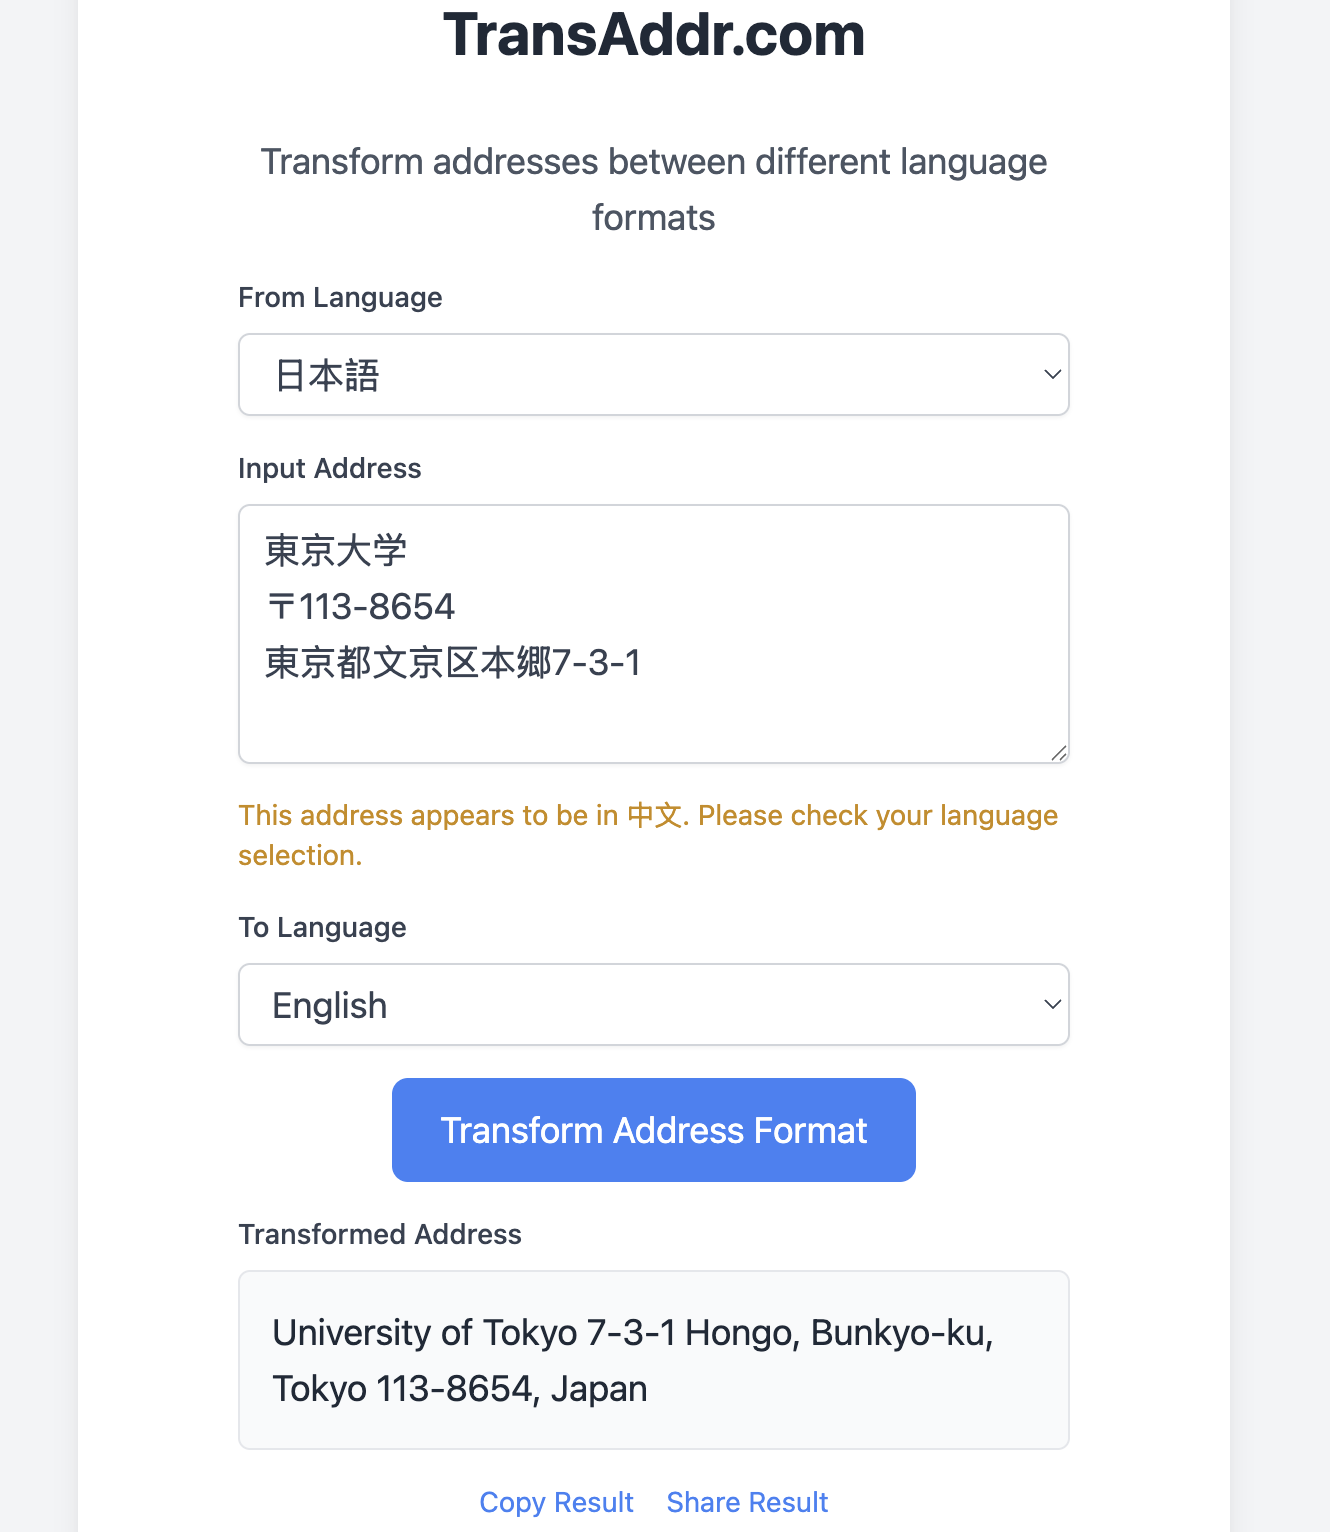 TransAddr.com
Transform addresses between different language
formats
From Language
日本語
Input Address
東京大学
〒113-8654
東京都文京区本郷7-3-1
This address appears to be in 中文. Please check your language
selection.
To Language
English
Transform Address Format
Transformed Address
University of Tokyo 7-3-1 Hongo, Bunkyo-ku,
Tokyo 113-8654, Japan
Copy Result Share Result